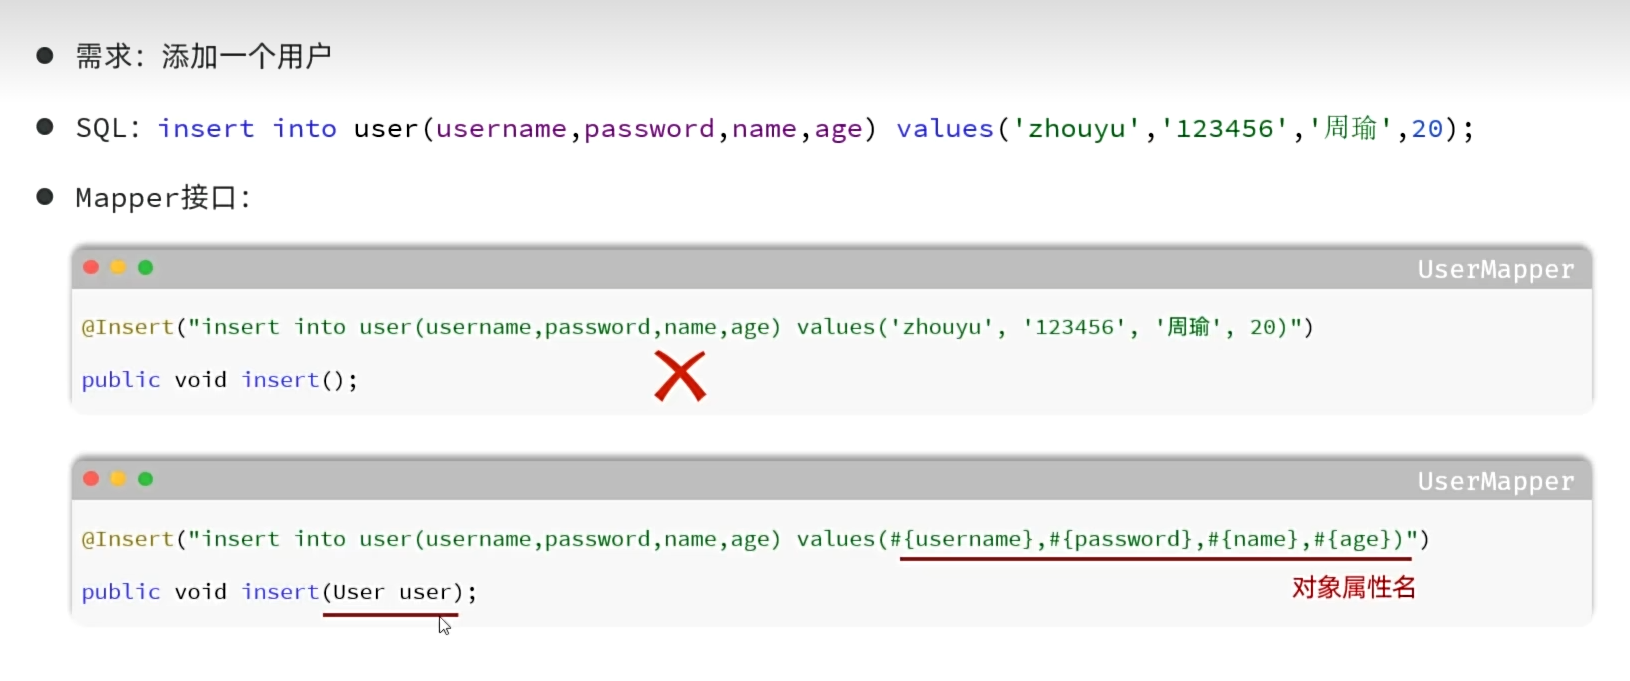 需求：添加一个用户
SQL：insert into user(username,password,name,age) values('zhouyu','123456','周瑜',20);
Mapper接口：
UserMapper
@Insert("insert into user(username,password,name,age) values('zhouyu', '123456', '周瑜', 20)")
public void insert();
UserMapper
@Insert("insert into user(username,password,name,age) values(#{username},#{password},#{name},#{age})")
对象属性名
public void insert(User user);